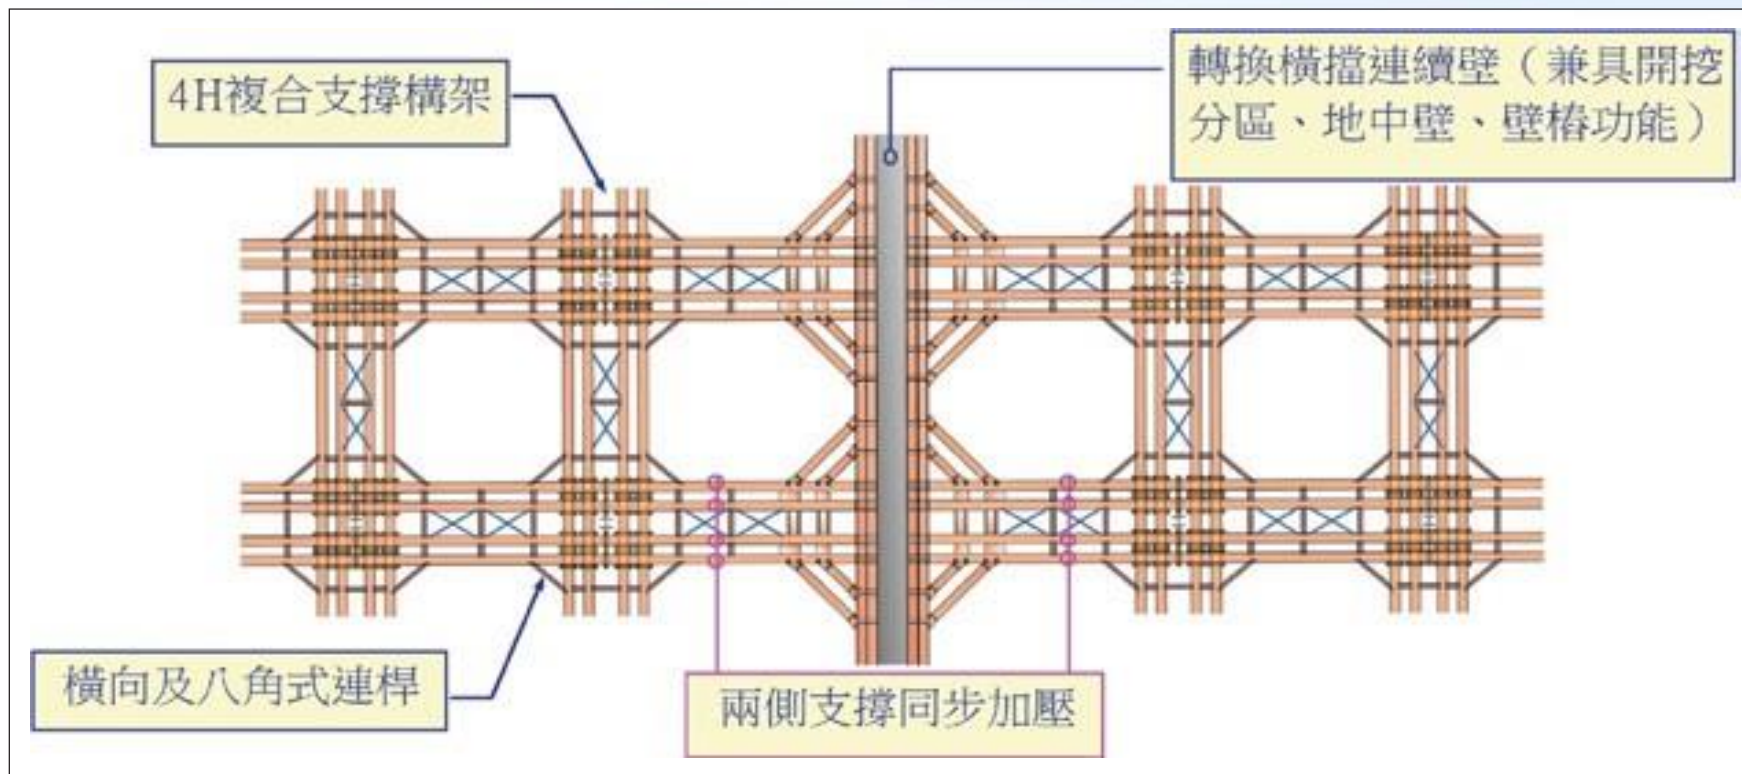 4H複合支撐構架
轉換橫擋連續壁（兼具開挖
分區、地中壁、壁樁功能）
橫向及八角式連桿
兩側支撐同步加壓